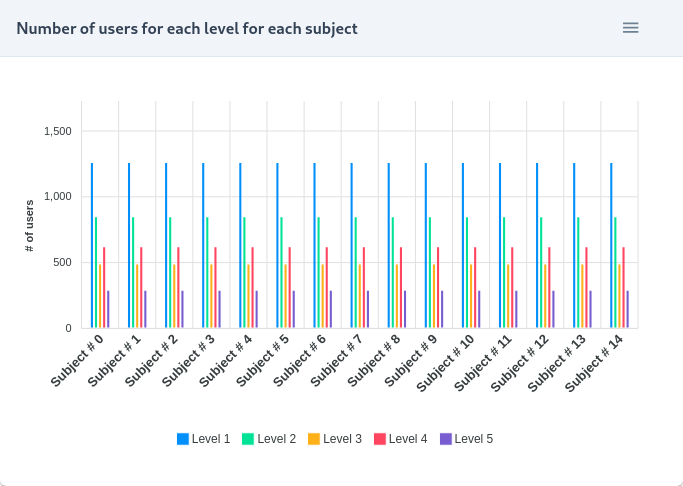 Number of users for each level for each subject
1,500
1,000
500
0
# of users
Subject # 0
Subject # 1
Subject # 2
Subject # 3
Subject # 4
Subject # 5
Subject # 6
Subject # 7
Subject # 8
Subject # 9
Subject # 10
Subject # 11
Subject # 12
Subject # 13
Subject # 14
Level 1 Level 2 Level 3 Level 4 Level 5